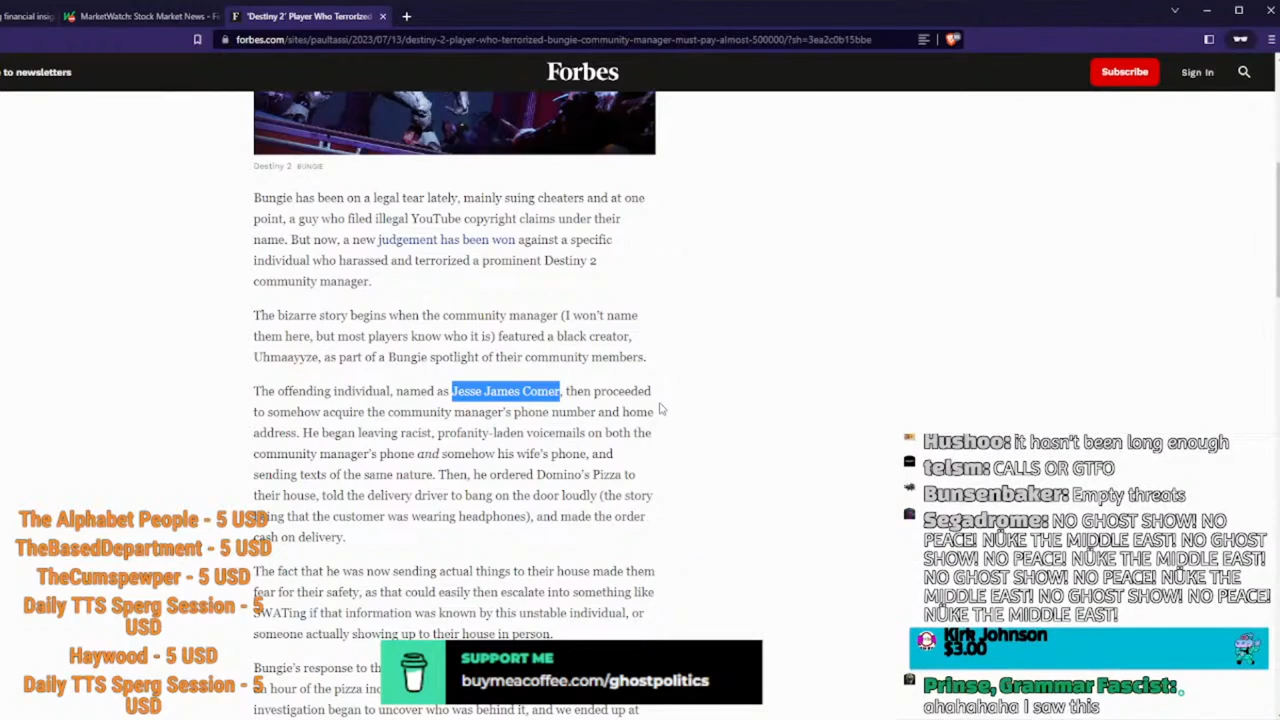 g financial insig
MarketWatch: Stock Market News - Fi
'Destiny 2' Player Who Terrorized
forbes.com/sites/paultassi/2023/07/13/destiny-2-player-who-terrorized-bungie-community-manager-must-pay-almost-500000/?sh=3ea2c0b15bbe
e to newsletters
Forbes
Subscribe
Sign In
Destiny 2 BUNGIE
Bungie has been on a legal tear lately, mainly suing cheaters and at one
point, a guy who filed illegal YouTube copyright claims under their
name. But now, a new judgement has been won against a specific
individual who harassed and terrorized a prominent Destiny 2
community manager.
The bizarre story begins when the community manager (I won't name
them here, but most players know who it is) featured a black creator,
Uhmaayyze, as part of a Bungie spotlight of their community members.
The offending individual, named as Jesse James Comer, then proceeded
to somehow acquire the community manager's phone number and home
address. He began leaving racist, profanity-laden voicemails on both the
community manager's phone and somehow his wife's phone, and
sending texts of the same nature. Then, he ordered Domino's Pizza to
their house, told the delivery driver to bang on the door loudly (the story
being that the customer was wearing headphones), and made the order
cash on delivery.
The fact that he was now sending actual things to their house made them
fear for their safety, as that could easily then escalate into something like
SWATing if that information was known by this unstable individual, or
someone actually showing up to their house in person.
Bungie's response to th
n hour of the pizza inc
investigation began to uncover who was behind it, and we ended up at
The Alphabet People - 5 USD
TheBasedDepartment - 5 USD
TheCumspewper - 5 USD
Daily TTS Sperg Session - 5
USD
Haywood - 5 USD
Daily TTS Sperg Session - 5
USD
SUPPORT ME
buymeacoffee.com/ghostpolitics
Hushoo: it hasn't been long enough
teism: CALLS OR GTFO
Bunsenbaker: Empty threats
Segadrome: NO GHOST SHOW! NO
PEACE! NÜKE THE MIDDLE EAST! NO GHOST
SHOW! NO PEACE! NÜKE THE MIDDLE EAST!
NO GHOST SHOW! NO PEACE! NÜKE THE
MIDDLE EAST! NO GHOST SHOW! NO PEACE!
NÜKE THE MIDDLE EAST!
Kirk Johnson
$3.00
Prinse, Grammar Fascist:
ahahahaha I saw this